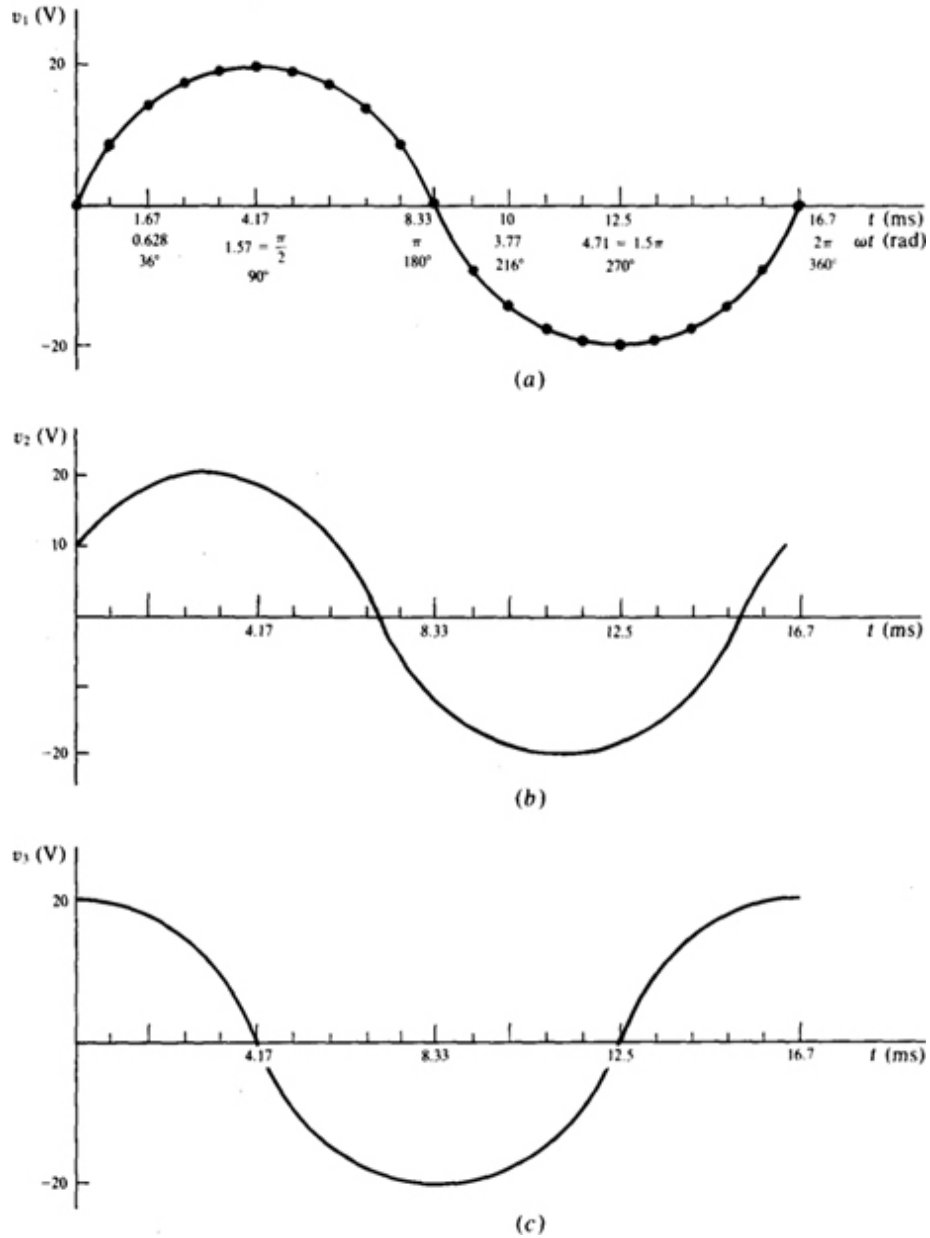 v₁ (V)
20
1.67 4.17 8.33 10 12.5 16.7 t (ms)
0.628 1.57 = π/2 π 3.77 4.71 = 1.5π 2π ωt (rad)
36° 90° 180° 216° 270° 360°
-20
(a)
v₂ (V)
20
10
4.17 8.33 12.5 16.7 t (ms)
-20
(b)
v₃ (V)
20
4.17 8.33 12.5 16.7 t (ms)
-20
(c)